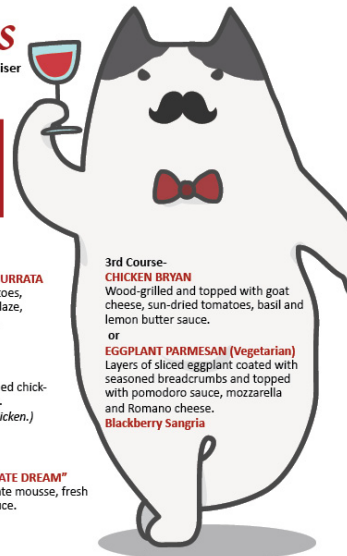 s
iser
URRATA
toes,
laze,
ed chick-
.
icken.)
ATE DREAM"
ate mousse, fresh
uce.
3rd Course-
CHICKEN BRYAN
Wood-grilled and topped with goat
cheese, sun-dried tomatoes, basil and
lemon butter sauce.
or
EGGPLANT PARMESAN (Vegetarian)
Layers of sliced eggplant coated with
seasoned breadcrumbs and topped
with pomodoro sauce, mozzarella
and Romano cheese.
Blackberry Sangria